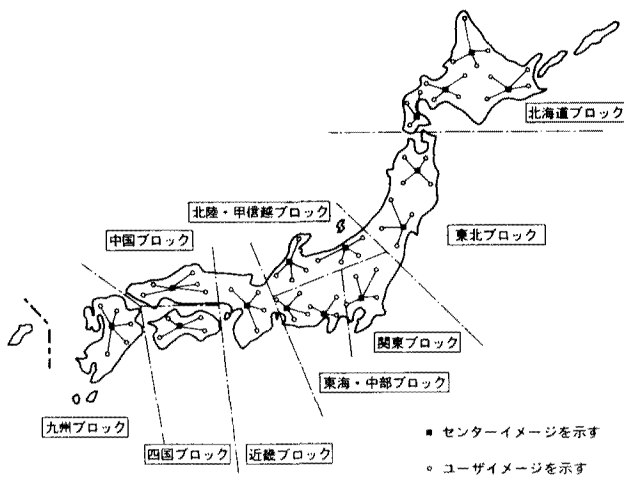 北海道ブロック
北陸・甲信越ブロック
中国ブロック
東北ブロック
関東ブロック
東海・中部ブロック
九州ブロック
四国ブロック
近畿ブロック
■ センターイメージを示す
○ ユーザイメージを示す